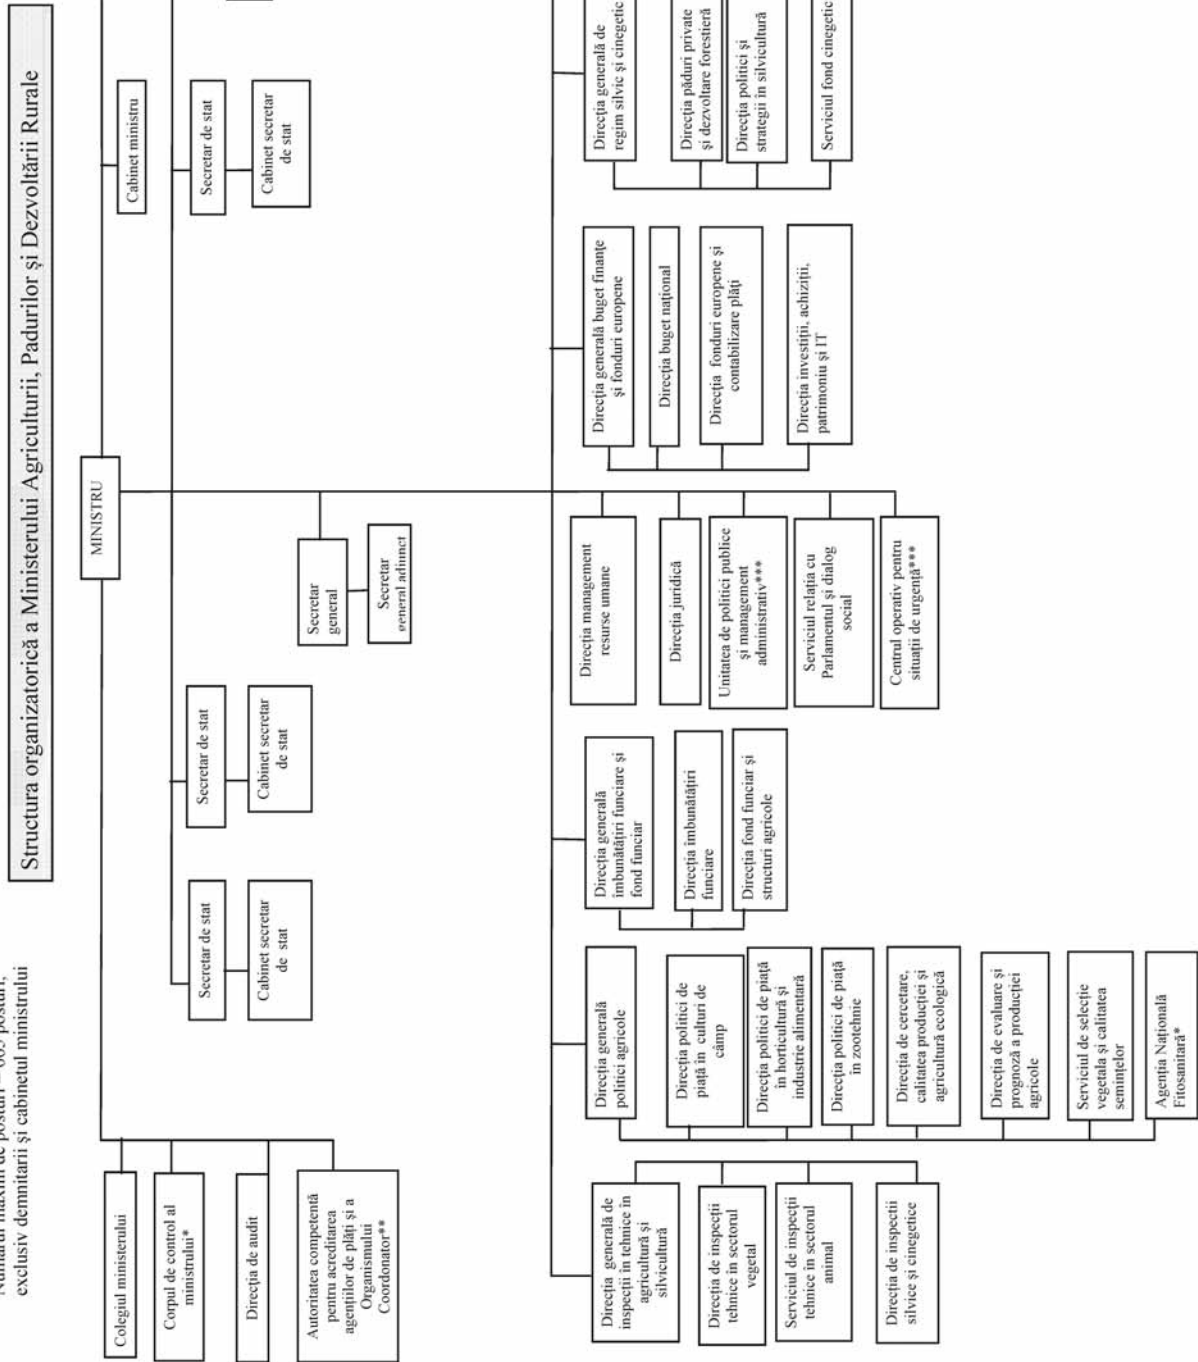 Structura organizatorică a Ministerului Agriculturii, Padurilor şi Dezvoltării Rurale
exclusiv demnitarii şi cabinetul ministrului
MINISTRU
Colegiul ministerului
Corpul de control al
ministrului*
Direcţia de audit
Autoritatea competentă
pentru acreditarea
agenţiilor de plăţi şi a
Organismului
Coordonator**
Cabinet ministru
Secretar de stat
Cabinet secretar
de stat
Secretar de stat
Cabinet secretar
de stat
Secretar
general
Secretar
general adjunct
Secretar de stat
Cabinet secretar
de stat
Direcţia generală de
inspecţii în tehnice în
agricultură şi
silvicultură
Direcţia de inspecţii
tehnice în sectorul
vegetal
Serviciul de inspecţii
tehnice în sectorul
animal
Direcţia de inspectii
silvice şi cinegetice
Direcţia generală
politici agricole
Direcţia politici de
piaţă în culturi de
câmp
Direcţia politici de piaţă
în horticultură şi
industrie alimentară
Direcţia politici de piaţă
în zootehnie
Direcţia de cercetare,
calitatea producţiei şi
agricultură ecologică
Direcţia de evaluare şi
prognoză a producţiei
agricole
Serviciul de selecţie
vegetala şi calitatea
seminţelor
Agenţia Naţională
Fitosanitară*
Direcţia generală
îmbunătăţiri funciare şi
fond funciar
Direcţia îmbunătăţiri
funciare
Direcţia fond funciar şi
structuri agricole
Direcţia management
resurse umane
Direcţia juridică
Unitatea de politici publice
şi management
administrativ***
Serviciul relaţia cu
Parlamentul şi dialog
social
Centrul operativ pentru
situaţii de urgenţă***
Direcţia generală buget finanţe
şi fonduri europene
Direcţia buget naţional
Direcţia fonduri europene şi
contabilizare plăţi
Direcţia investiţii, achiziţii,
patrimoniu şi IT
Direcţia generală de
regim silvic şi cinegetic
Direcţia păduri private
şi dezvoltare forestieră
Direcţia politici şi
strategii în silvicultură
Serviciul fond cinegetic